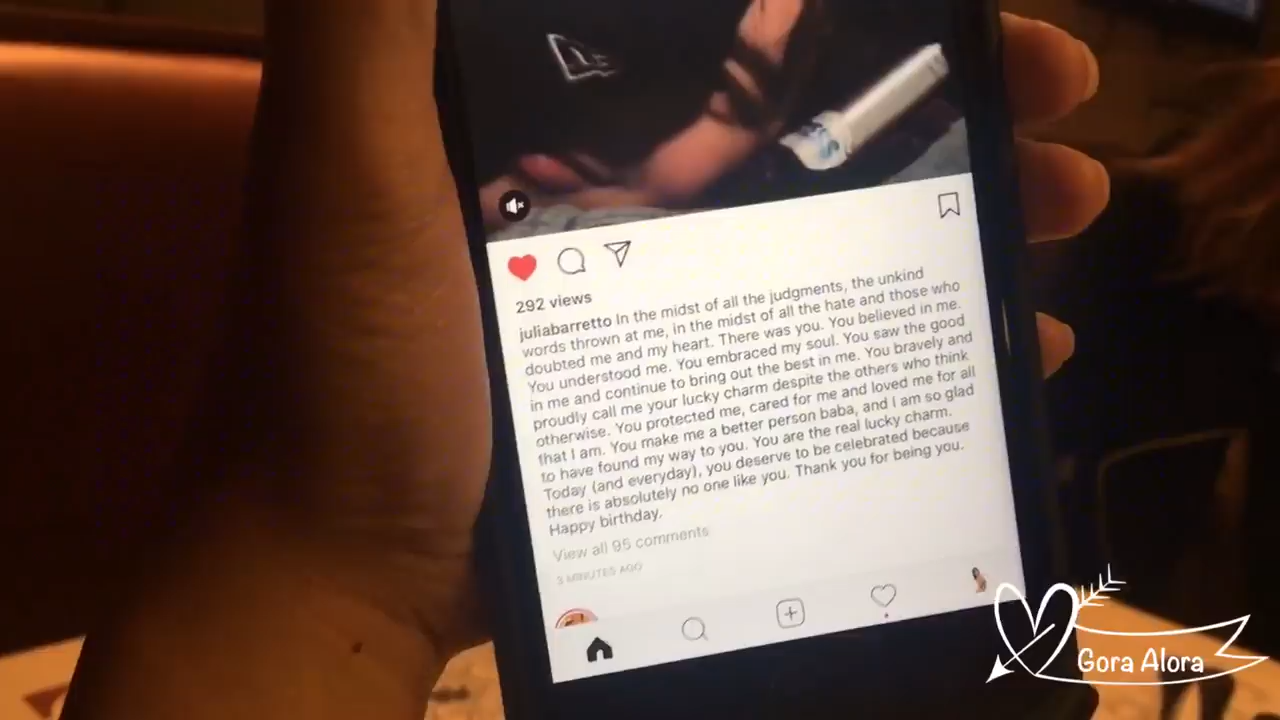 292 views
juliabarretto In the midst of all the judgments, the unkind
words thrown at me, in the midst of all the hate and those who
doubted me and my heart. There was you. You believed in me.
You understood me. You embraced my soul. You saw the good
in me and continue to bring out the best in me. You bravely and
proudly call me your lucky charm despite the others who think
otherwise. You protected me, cared for me and loved me for all
that I am. You make me a better person baba, and I am so glad
to have found my way to you. You are the real lucky charm.
Today (and everyday), you deserve to be celebrated because
there is absolutely no one like you. Thank you for being you.
Happy birthday.
View all 95 comments
3 MINUTES AGO
Gora Alora